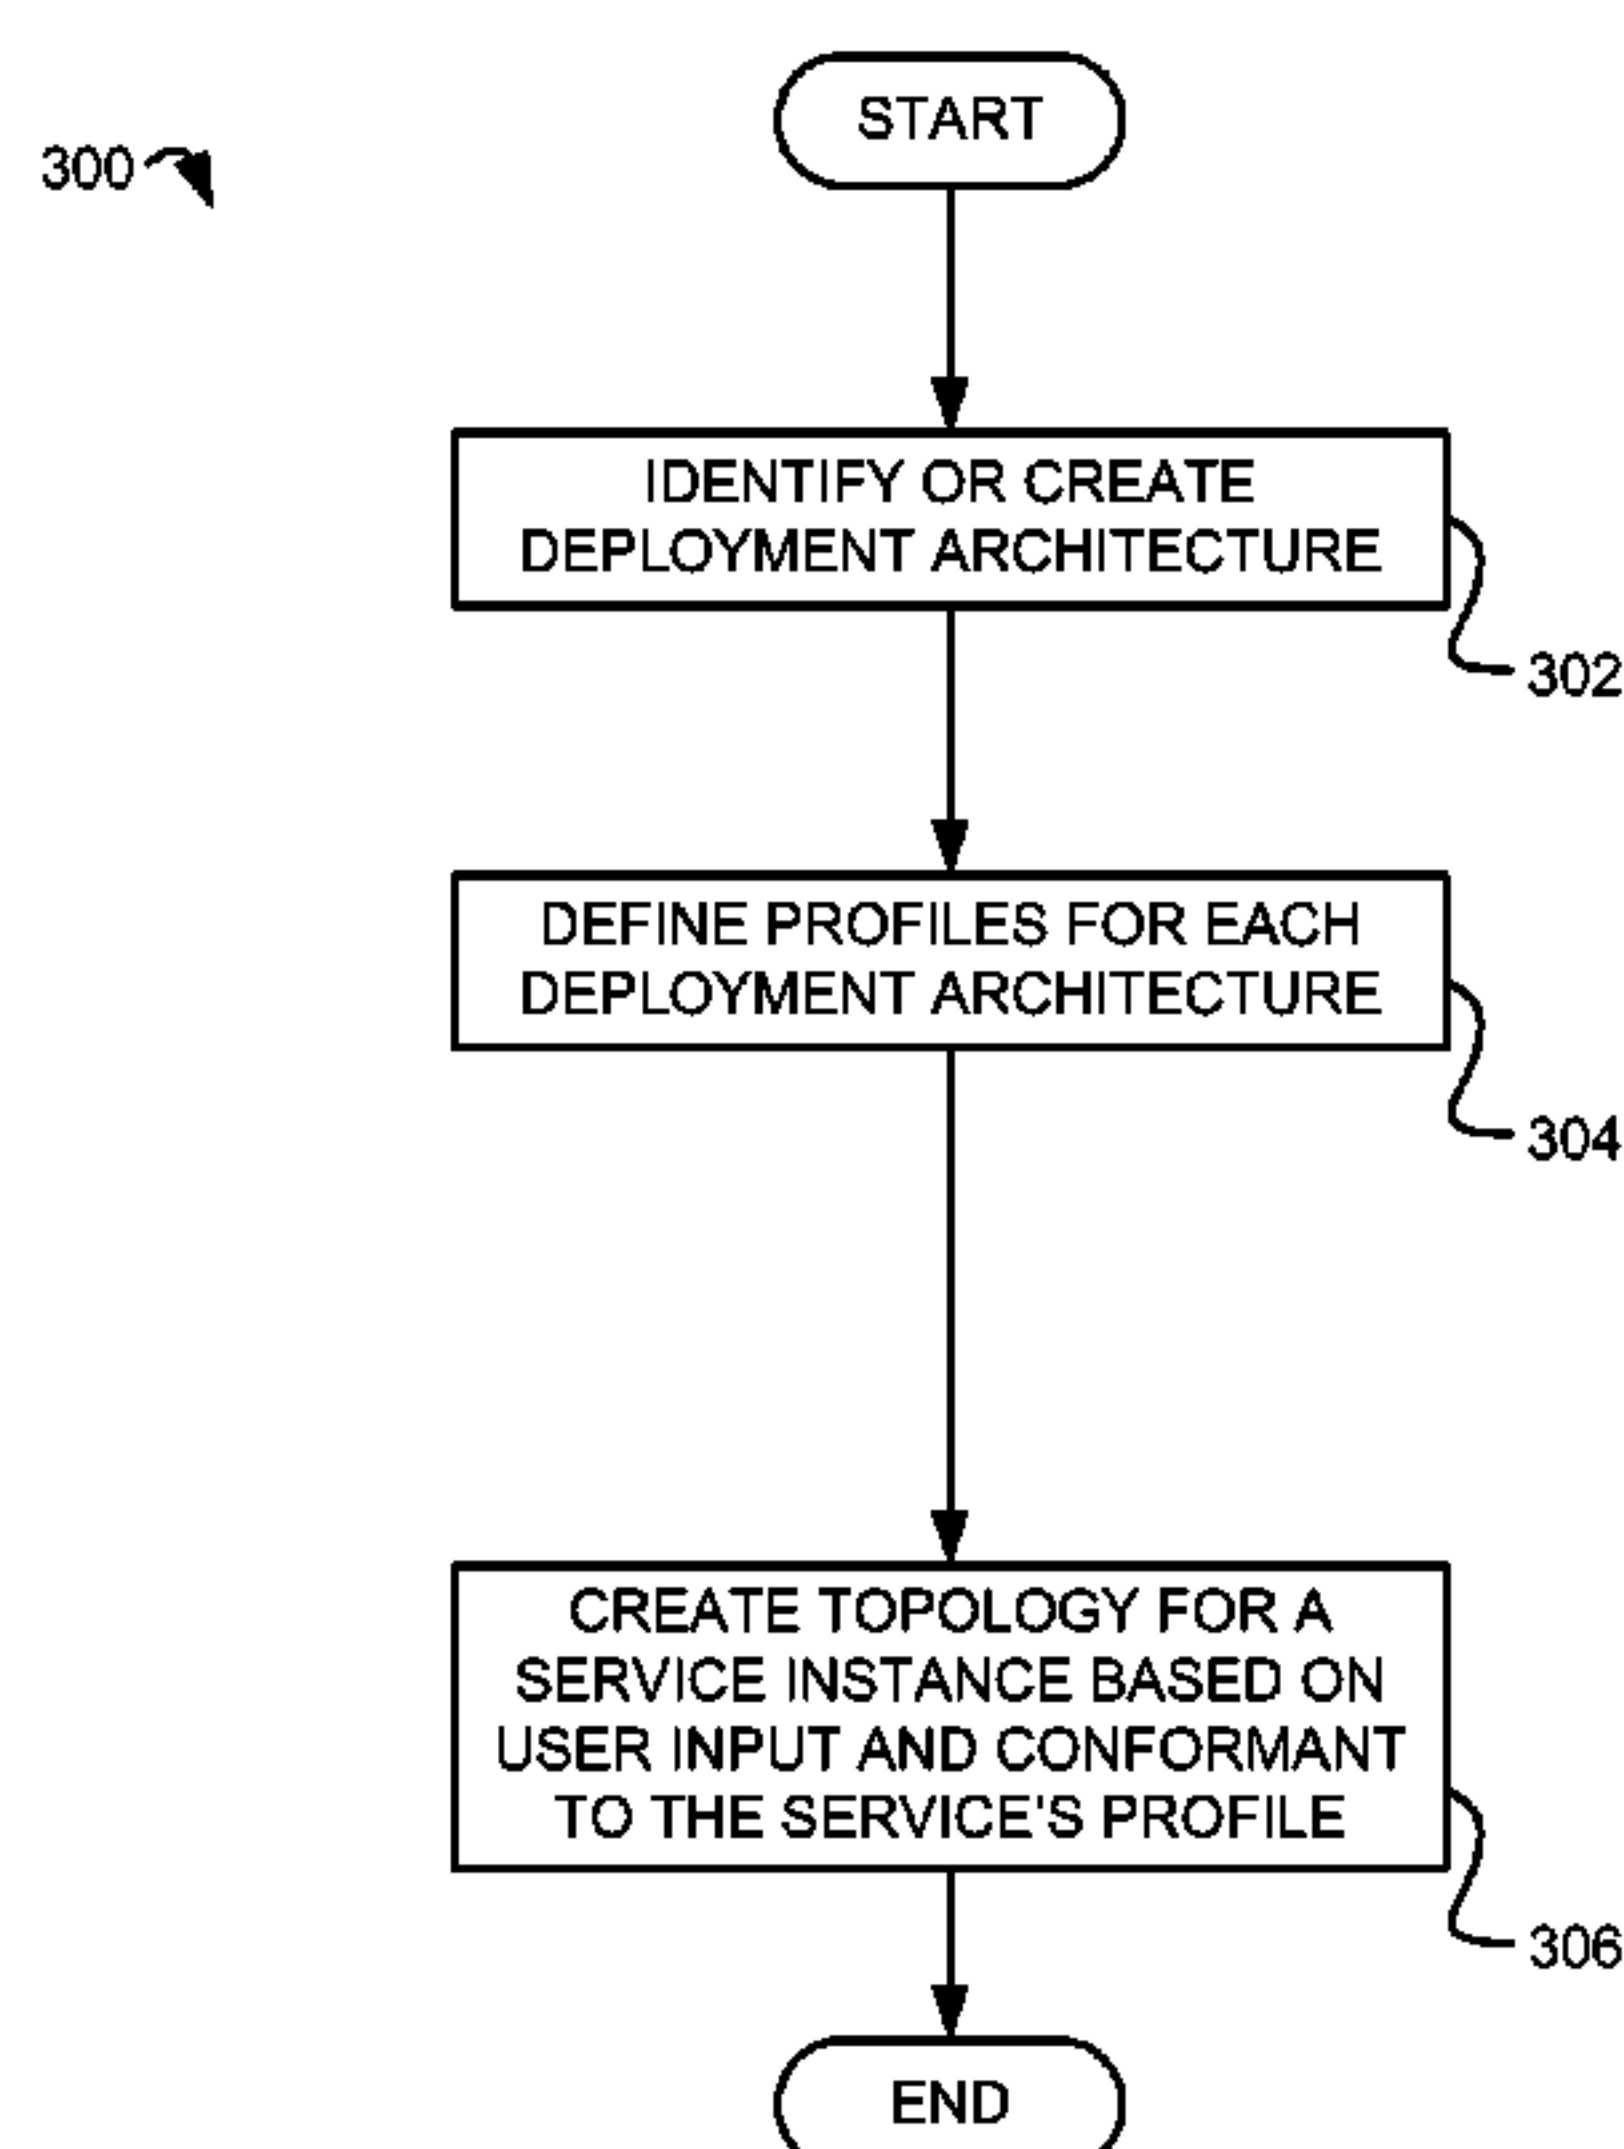 START
300
IDENTIFY OR CREATE
DEPLOYMENT ARCHITECTURE
302
DEFINE PROFILES FOR EACH
DEPLOYMENT ARCHITECTURE
304
CREATE TOPOLOGY FOR A
SERVICE INSTANCE BASED ON
USER INPUT AND CONFORMANT
TO THE SERVICE'S PROFILE
306
END